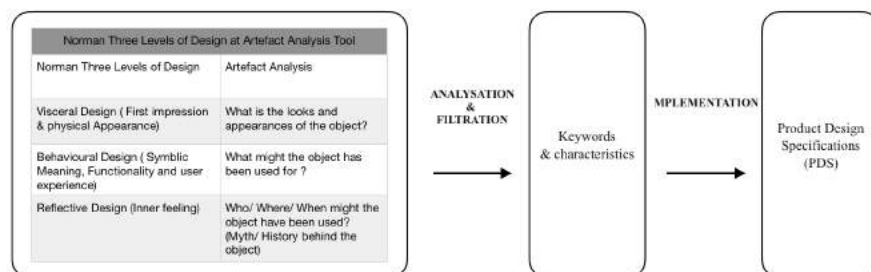 Norman Three Levels of Design at Artefact Analysis Tool
Norman Three Levels of Design
Artefact Analysis
Visceral Design ( First impression
& physical Appearance)
What is the looks and
appearances of the object?
Behavioural Design ( Symblic
Meaning, Functionality and user
experience)
What might the object has
been used for ?
Reflective Design (Inner feeling)
Who/ Where/ When might the
object have been used?
(Myth/ History behind the
object)
ANALYSATION
&
FILTRATION
Keywords
& characteristics
MPLEMENTATION
Product Design
Specifications
(PDS)